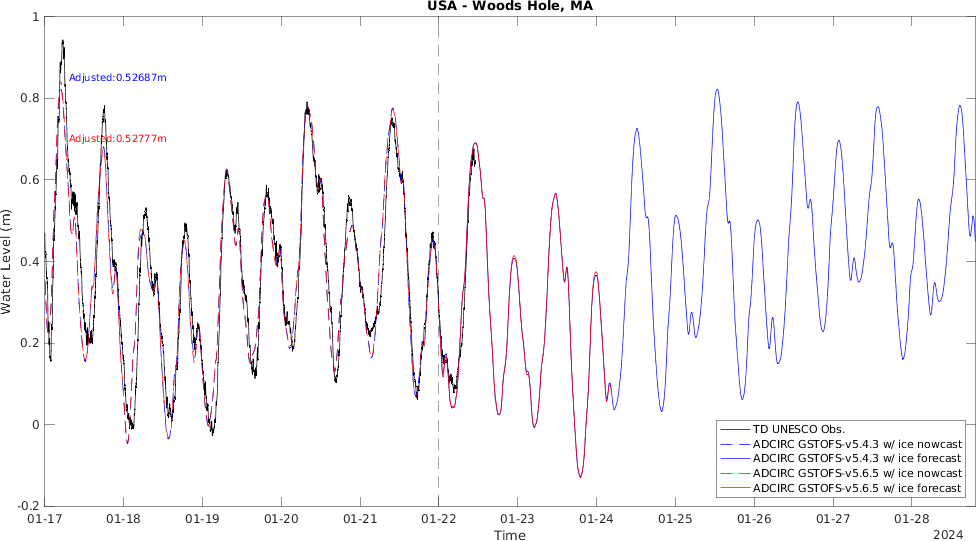 USA - Woods Hole, MA
1
0.8
0.6
0.4
0.2
0
-0.2
Water Level (m)
Adjusted:0.52687m
Adjusted:0.52777m
TD UNESCO Obs.
ADCIRC GSTOFS-v5.4.3 w/ ice nowcast
ADCIRC GSTOFS-v5.4.3 w/ ice forecast
ADCIRC GSTOFS-v5.6.5 w/ ice nowcast
ADCIRC GSTOFS-v5.6.5 w/ ice forecast
01-17 01-18 01-19 01-20 01-21 01-22 01-23 01-24 01-25 01-26 01-27 01-28
Time
2024